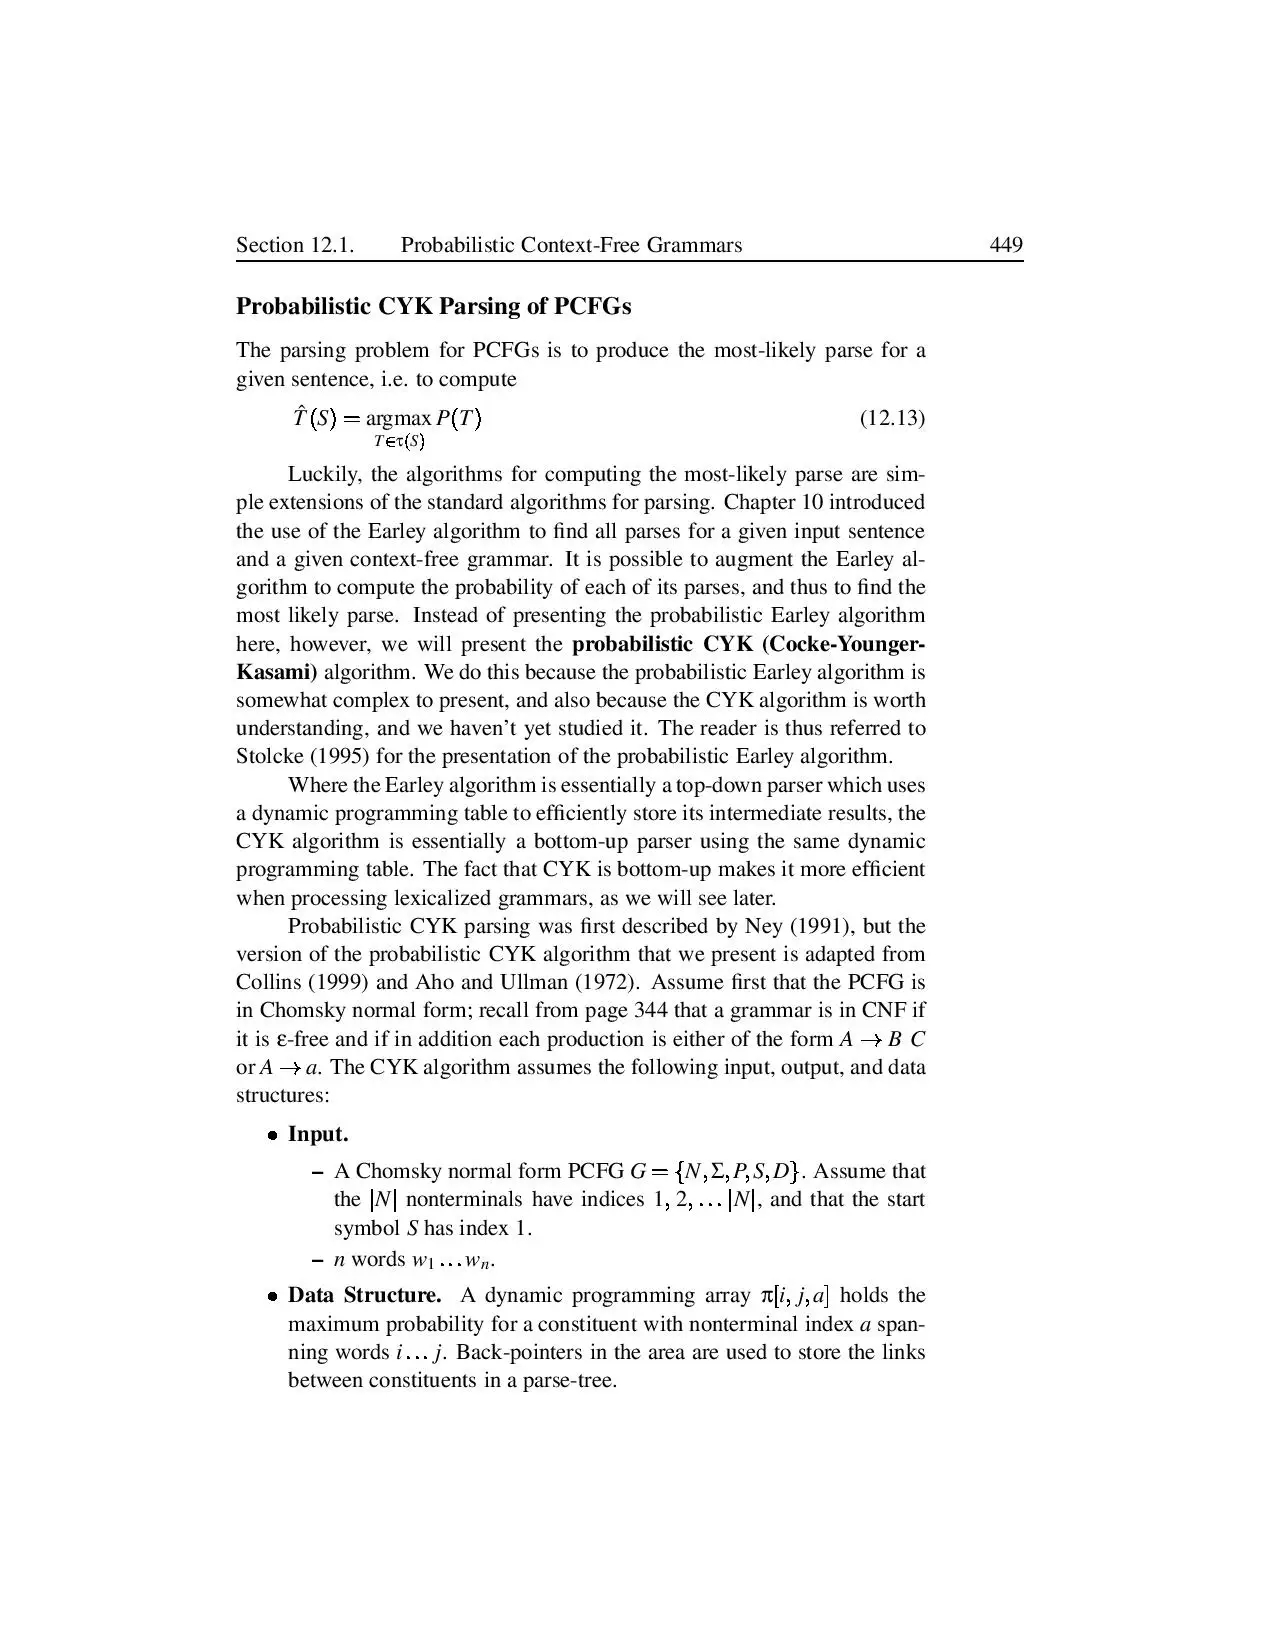 Section 12.1. Probabilistic Context-Free Grammars 449
Probabilistic CYK Parsing of PCFGs
The parsing problem for PCFGs is to produce the most-likely parse for a
given sentence, i.e. to compute
T̂(S) = argmax P(T) (12.13)
T∈τ(S)
Luckily, the algorithms for computing the most-likely parse are sim-
ple extensions of the standard algorithms for parsing. Chapter 10 introduced
the use of the Earley algorithm to find all parses for a given input sentence
and a given context-free grammar. It is possible to augment the Earley al-
gorithm to compute the probability of each of its parses, and thus to find the
most likely parse. Instead of presenting the probabilistic Earley algorithm
here, however, we will present the probabilistic CYK (Cocke-Younger-
Kasami) algorithm. We do this because the probabilistic Earley algorithm is
somewhat complex to present, and also because the CYK algorithm is worth
understanding, and we haven't yet studied it. The reader is thus referred to
Stolcke (1995) for the presentation of the probabilistic Earley algorithm.
Where the Earley algorithm is essentially a top-down parser which uses
a dynamic programming table to efficiently store its intermediate results, the
CYK algorithm is essentially a bottom-up parser using the same dynamic
programming table. The fact that CYK is bottom-up makes it more efficient
when processing lexicalized grammars, as we will see later.
Probabilistic CYK parsing was first described by Ney (1991), but the
version of the probabilistic CYK algorithm that we present is adapted from
Collins (1999) and Aho and Ullman (1972). Assume first that the PCFG is
in Chomsky normal form; recall from page 344 that a grammar is in CNF if
it is ε-free and if in addition each production is either of the form A → B C
or A → a. The CYK algorithm assumes the following input, output, and data
structures:
• Input.
– A Chomsky normal form PCFG G = {N,Σ,P,S,D}. Assume that
the |N| nonterminals have indices 1, 2, ... |N|, and that the start
symbol S has index 1.
– n words w1 ... wn.
• Data Structure. A dynamic programming array π[i, j,a] holds the
maximum probability for a constituent with nonterminal index a span-
ning words i ... j. Back-pointers in the area are used to store the links
between constituents in a parse-tree.